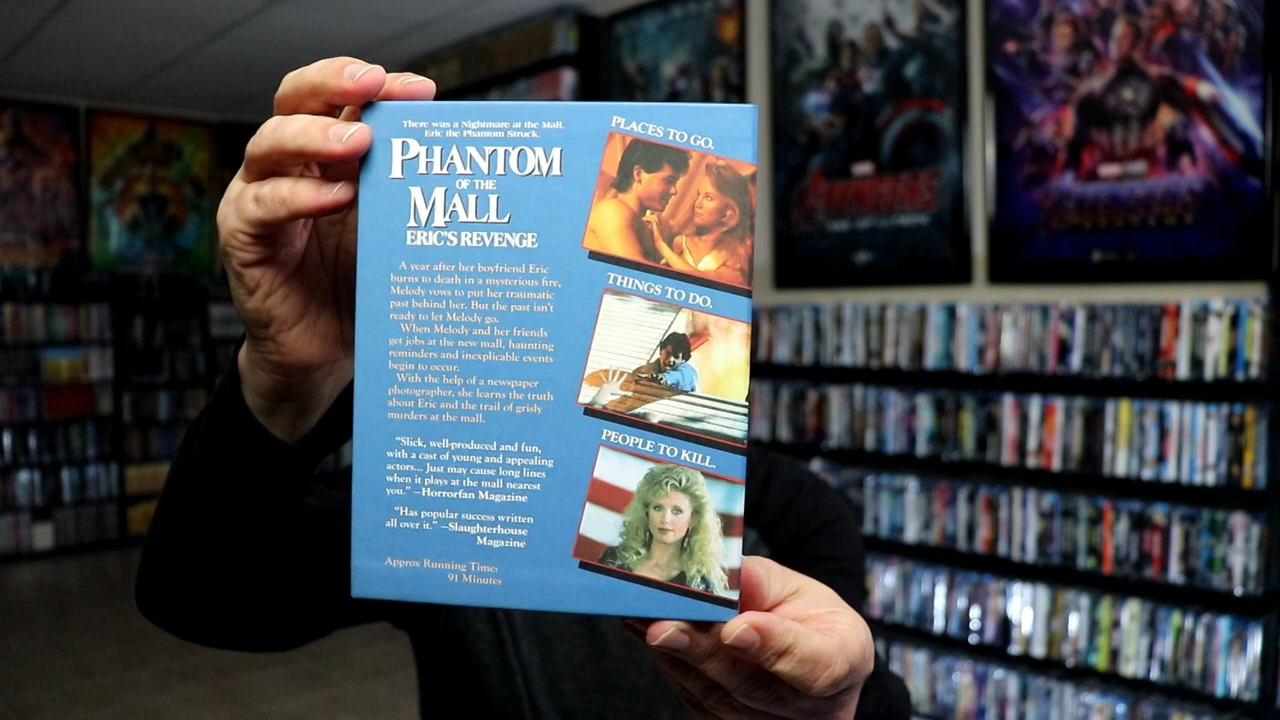 There was a Nightmare at the Mall.
Eric the Phantom Struck.
PHANTOM
OF THE
MALL
ERIC'S REVENGE
A year after her boyfriend Eric
burns to death in a mysterious fire,
Melody vows to put her traumatic
past behind her. But the past isn't
ready to let Melody go.
When Melody and her friends
get jobs at the new mall, haunting
reminders and inexplicable events
begin to occur.
With the help of a newspaper
photographer, she learns the truth
about Eric and the trail of grisly
murders at the mall.
"Slick, well-produced and fun,
with a cast of young and appealing
actors... Just may cause long lines
when it plays at the mall nearest
you." —Horrorfan Magazine
"Has popular success written
all over it." —Slaughterhouse
Magazine
Approx Running Time:
91 Minutes
PLACES TO GO.
THINGS TO DO.
PEOPLE TO KILL.
MARVEL
AVENGERS